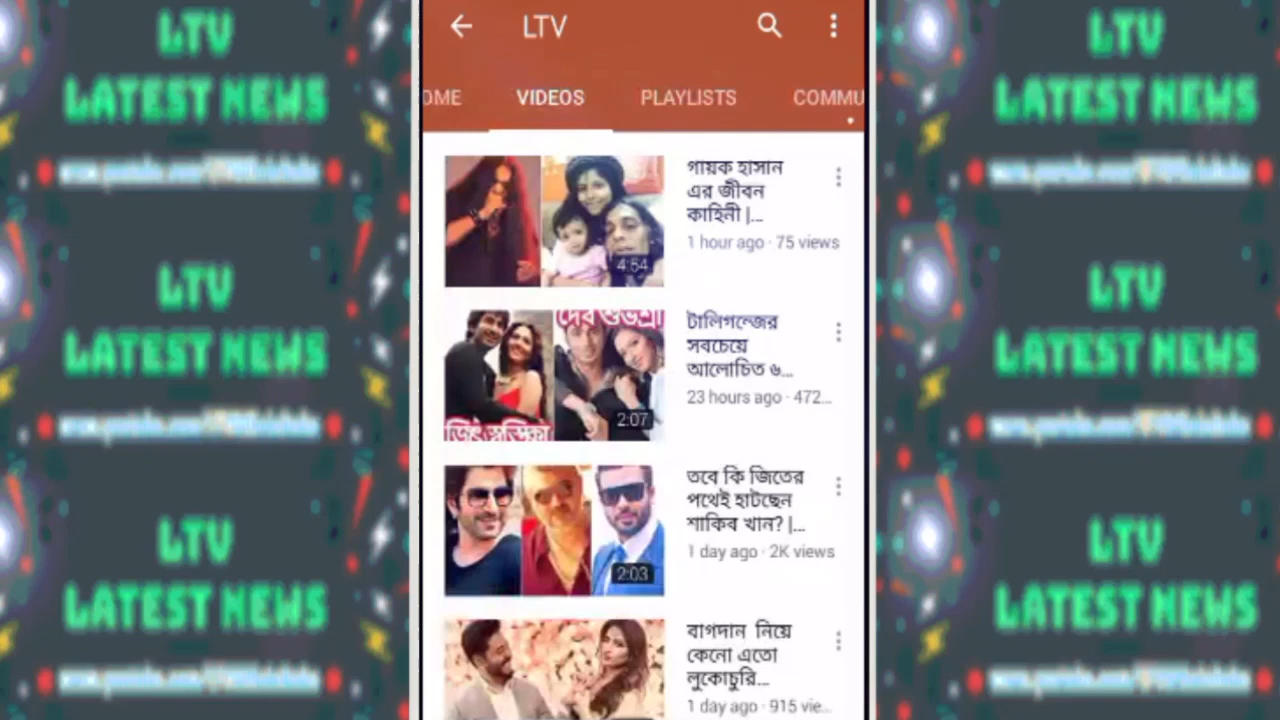 LTV
LATEST NEWS
LTV
LATEST NEWS
LTV
LATEST NEWS
LTV
OME VIDEOS PLAYLISTS COMMU
গায়ক হাসান
এর জীবন
কাহিনী |...
1 hour ago · 75 views
4:54
টালিগন্জের
সবচেয়ে
আলোচিত ৬...
23 hours ago · 472...
দেব শুভশ্রী
জিৎ স্বস্তিকা
2:07
তবে কি জিতের
পথেই হাটছেন
শাকিব খান? |...
1 day ago · 2K views
2:03
বাগদান নিয়ে
কেনো এতো
লুকোচুরি...
1 day ago · 915 vie...
LTV
LATEST NEWS
LTV
LATEST NEWS
LTV
LATEST NEWS